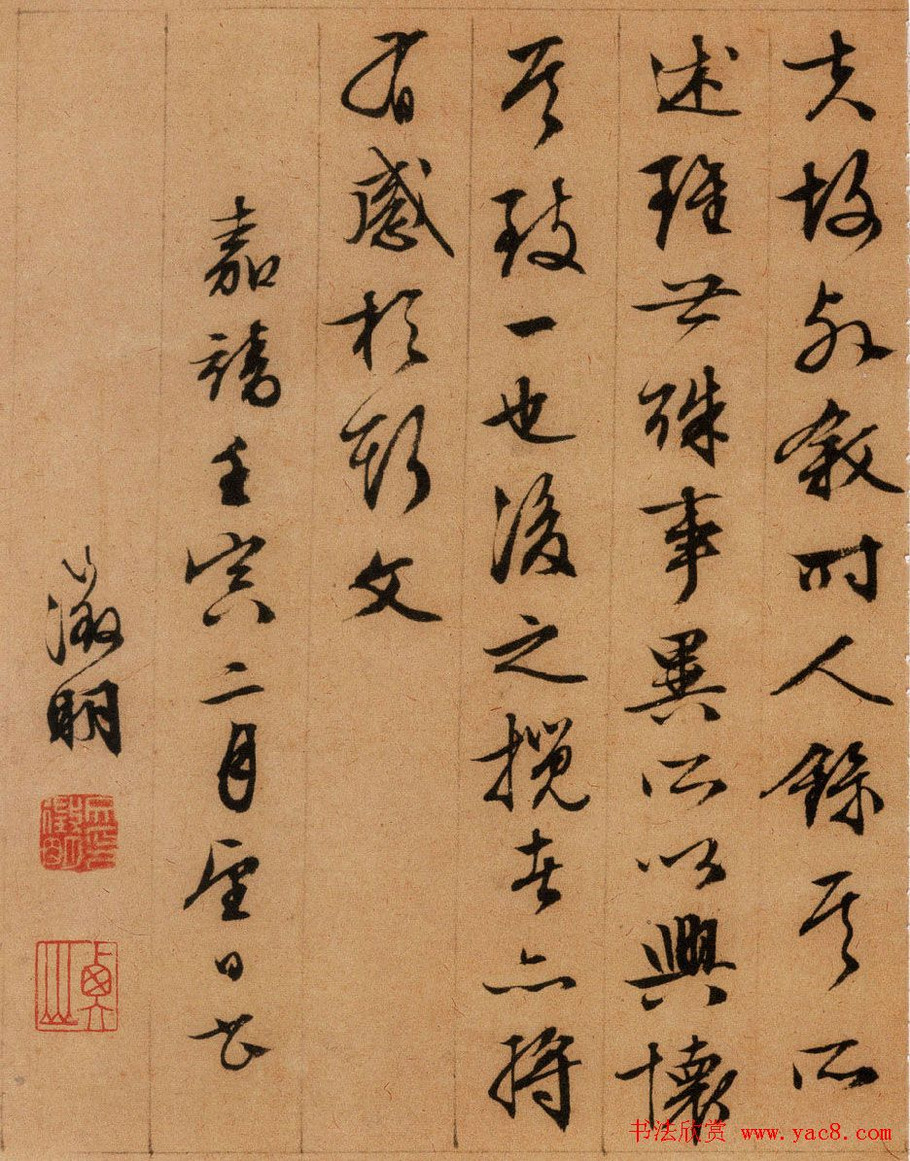 夫故列叙時人錄其所
述雖世殊事異所以興懷
其致一也後之攬者亦將
有感於斯文
嘉靖壬寅二月望日書
徵明
衡山
书法欣赏 www.yac8.com